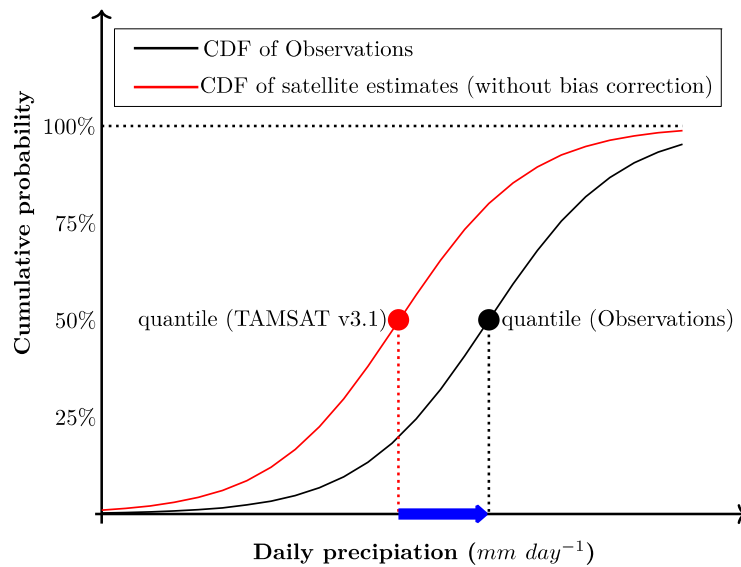 CDF of Observations
CDF of satellite estimates (without bias correction)
Cumulative probability
100%
75%
50%
25%
quantile (TAMSAT v3.1)
quantile (Observations)
Daily precipiation (mm day⁻¹)